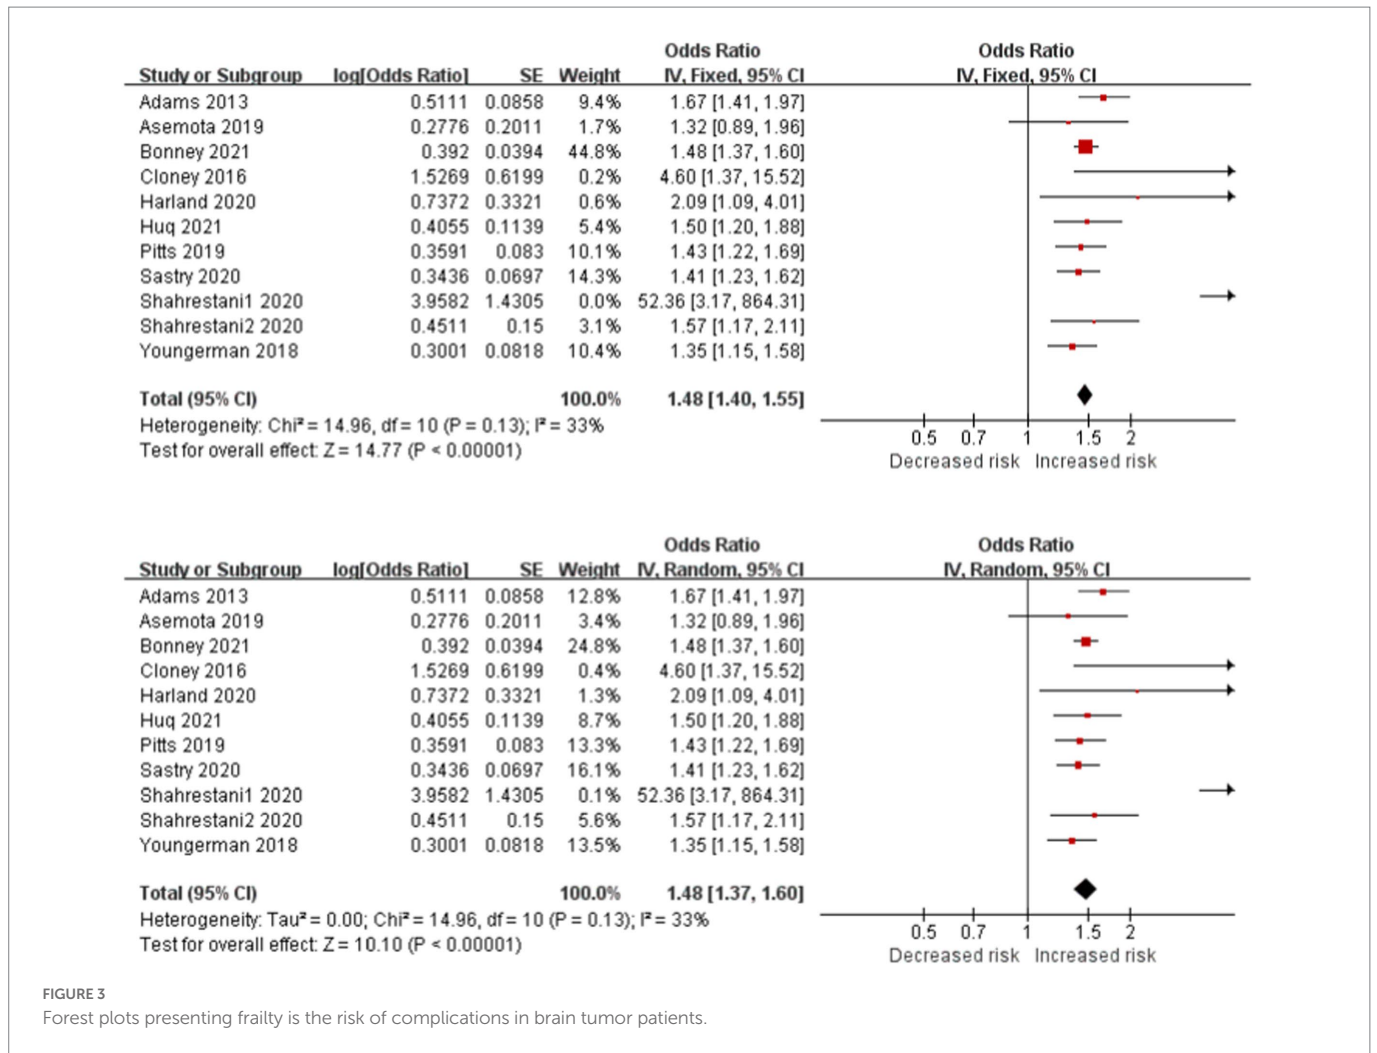 Odds Ratio Odds Ratio
Study or Subgroup log[Odds Ratio] SE Weight IV, Fixed, 95% CI IV, Fixed, 95% CI
Adams 2013 0.5111 0.0858 9.4% 1.67 [1.41, 1.97]
Asemota 2019 0.2776 0.2011 1.7% 1.32 [0.89, 1.96]
Bonney 2021 0.392 0.0394 44.8% 1.48 [1.37, 1.60]
Cloney 2016 1.5269 0.6199 0.2% 4.60 [1.37, 15.52]
Harland 2020 0.7372 0.3321 0.6% 2.09 [1.09, 4.01]
Huq 2021 0.4055 0.1139 5.4% 1.50 [1.20, 1.88]
Pitts 2019 0.3591 0.083 10.1% 1.43 [1.22, 1.69]
Sastry 2020 0.3436 0.0697 14.3% 1.41 [1.23, 1.62]
Shahrestani1 2020 3.9582 1.4305 0.0% 52.36 [3.17, 864.31]
Shahrestani2 2020 0.4511 0.15 3.1% 1.57 [1.17, 2.11]
Youngerman 2018 0.3001 0.0818 10.4% 1.35 [1.15, 1.58]
Total (95% CI) 100.0% 1.48 [1.40, 1.55]
Heterogeneity: Chi² = 14.96, df = 10 (P = 0.13); I² = 33%
Test for overall effect: Z = 14.77 (P < 0.00001)
0.5 0.7 1 1.5 2
Decreased risk Increased risk
Odds Ratio Odds Ratio
Study or Subgroup log[Odds Ratio] SE Weight IV, Random, 95% CI IV, Random, 95% CI
Adams 2013 0.5111 0.0858 12.8% 1.67 [1.41, 1.97]
Asemota 2019 0.2776 0.2011 3.4% 1.32 [0.89, 1.96]
Bonney 2021 0.392 0.0394 24.8% 1.48 [1.37, 1.60]
Cloney 2016 1.5269 0.6199 0.4% 4.60 [1.37, 15.52]
Harland 2020 0.7372 0.3321 1.3% 2.09 [1.09, 4.01]
Huq 2021 0.4055 0.1139 8.7% 1.50 [1.20, 1.88]
Pitts 2019 0.3591 0.083 13.3% 1.43 [1.22, 1.69]
Sastry 2020 0.3436 0.0697 16.1% 1.41 [1.23, 1.62]
Shahrestani1 2020 3.9582 1.4305 0.1% 52.36 [3.17, 864.31]
Shahrestani2 2020 0.4511 0.15 5.6% 1.57 [1.17, 2.11]
Youngerman 2018 0.3001 0.0818 13.5% 1.35 [1.15, 1.58]
Total (95% CI) 100.0% 1.48 [1.37, 1.60]
Heterogeneity: Tau² = 0.00; Chi² = 14.96, df = 10 (P = 0.13); I² = 33%
Test for overall effect: Z = 10.10 (P < 0.00001)
0.5 0.7 1 1.5 2
Decreased risk Increased risk
FIGURE 3
Forest plots presenting frailty is the risk of complications in brain tumor patients.